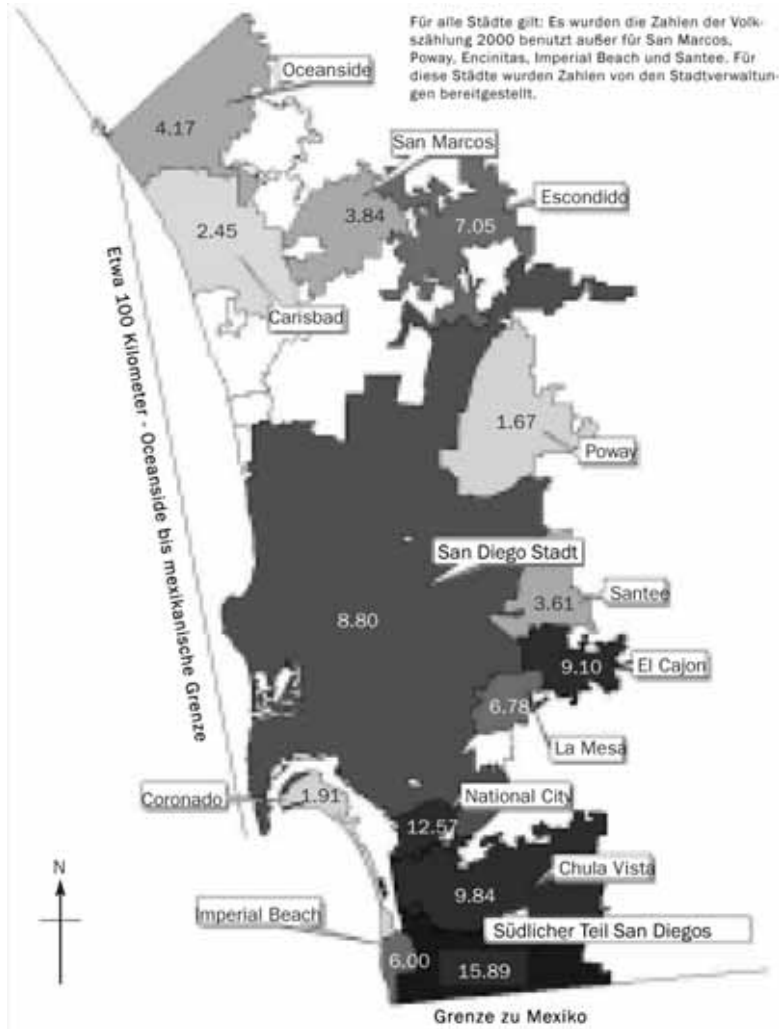 Für alle Städte gilt: Es wurden die Zahlen der Volk-
szählung 2000 benutzt außer für San Marcos,
Poway, Encinitas, Imperial Beach und Santee. Für
diese Städte wurden Zahlen von den Stadtverwaltun-
gen bereitgestellt.
Oceanside
4.17
San Marcos
3.84
Escondido
7.05
2.45
Carlsbad
Etwa 100 Kilometer - Oceanside bis mexikanische Grenze
1.67
Poway
San Diego Stadt
8.80
Santee
3.61
El Cajon
9.10
6.78
La Mesa
Coronado
1.91
National City
12.57
Chula Vista
9.84
N
Imperial Beach
6.00
Südlicher Teil San Diegos
15.89
Grenze zu Mexiko